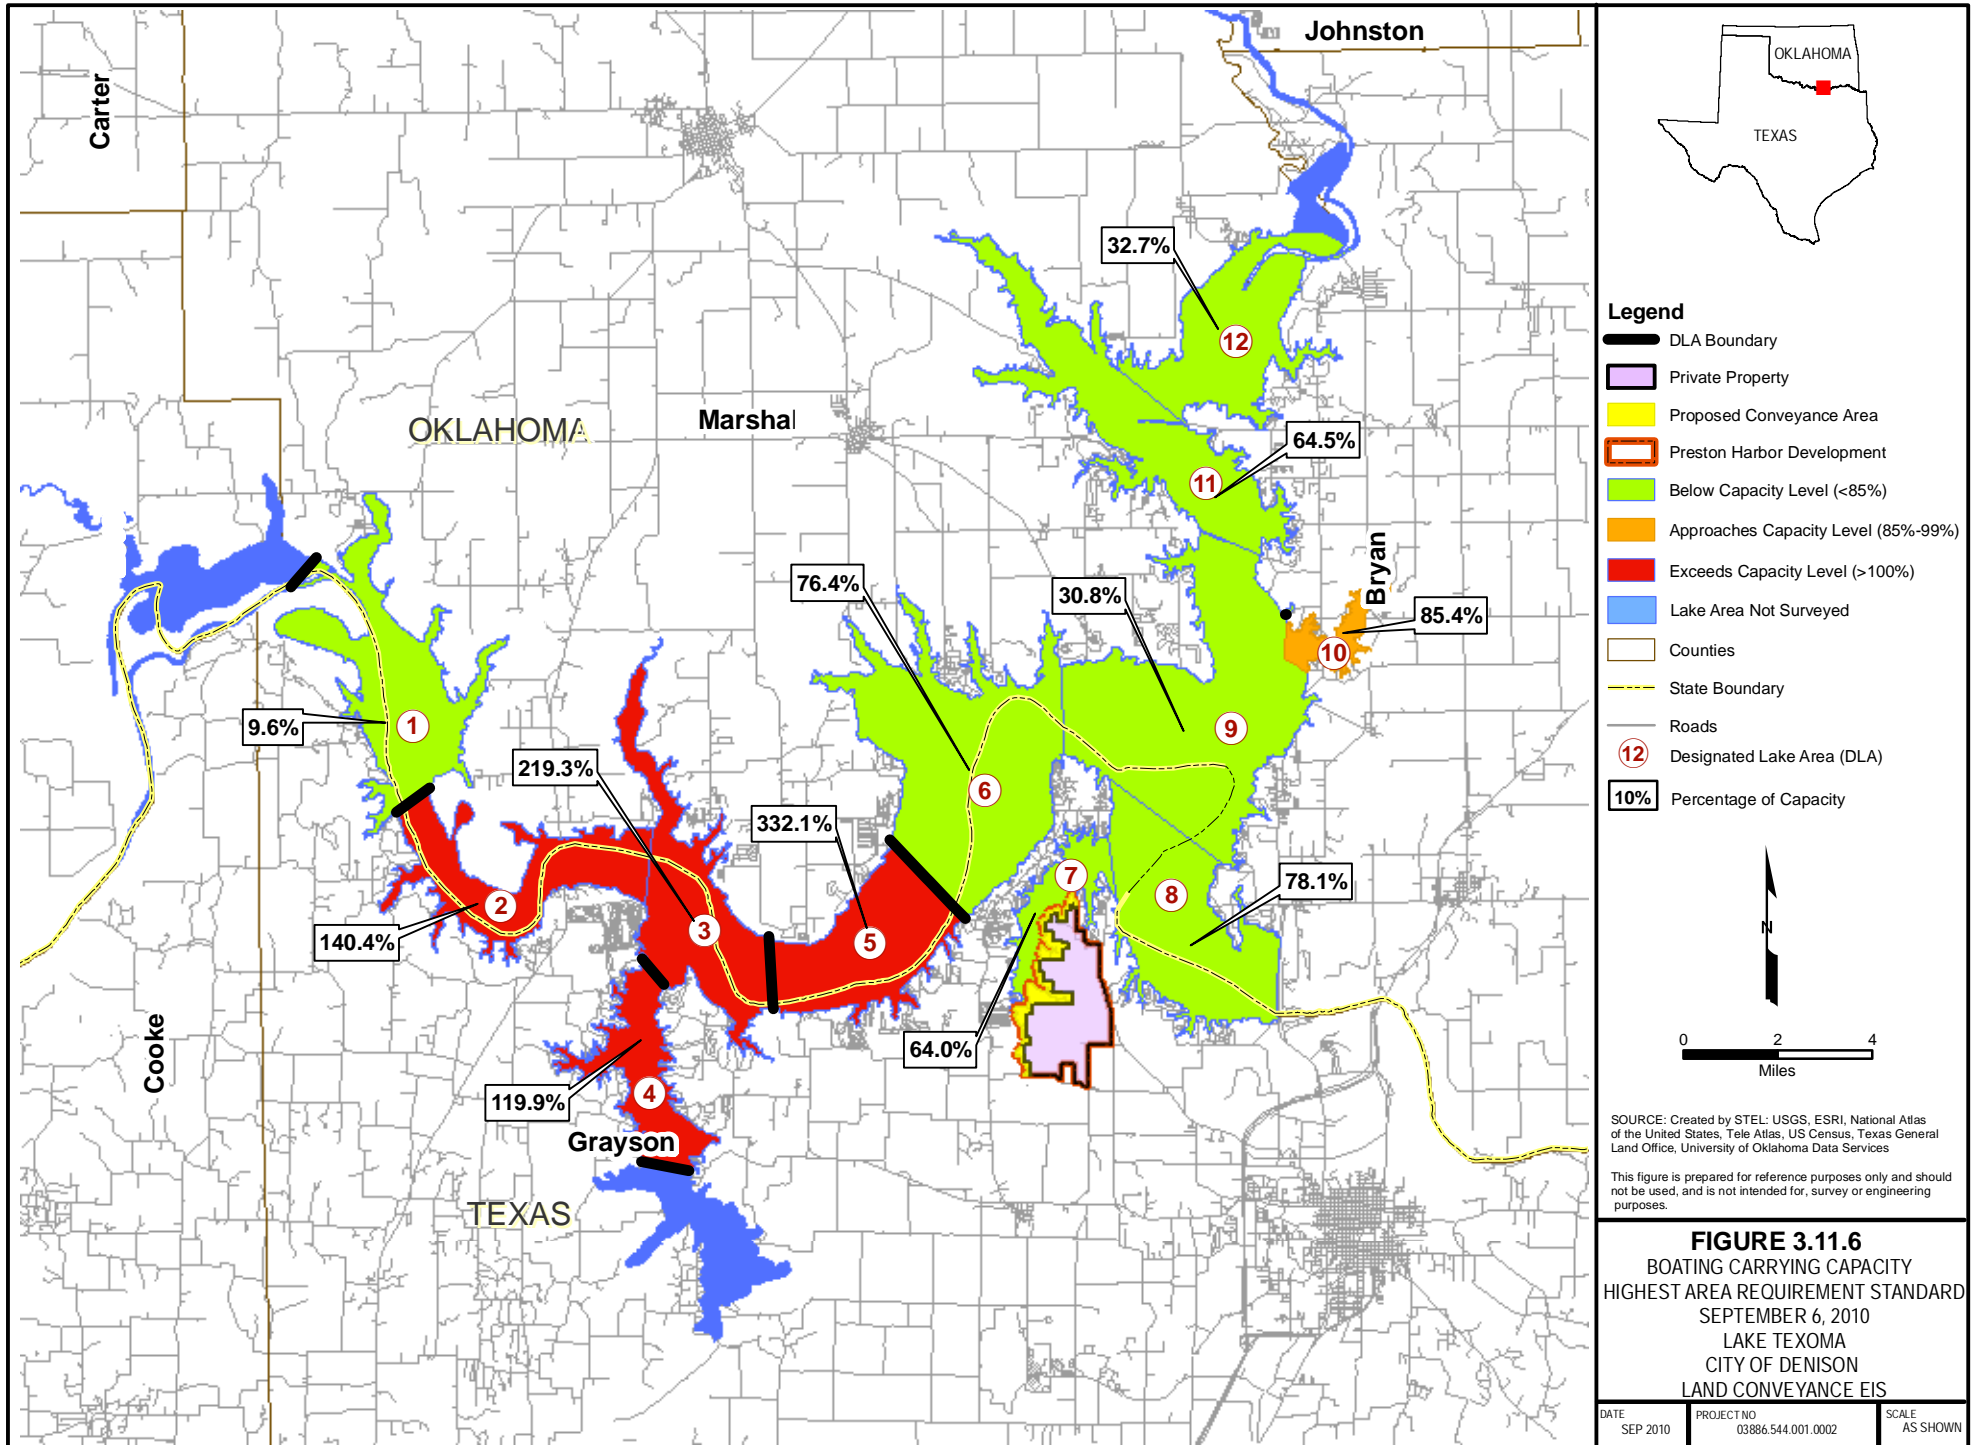 Johnston
Carter
OKLAHOMA
Marshal
Bryan
Cooke
Grayson
TEXAS
32.7%
12
64.5%
11
76.4%
30.8%
85.4%
10
9.6%
1
9
219.3%
6
332.1%
7
78.1%
8
2
140.4%
3
5
64.0%
119.9%
4
OKLAHOMA
TEXAS
Legend
DLA Boundary
Private Property
Proposed Conveyance Area
Preston Harbor Development
Below Capacity Level (<85%)
Approaches Capacity Level (85%-99%)
Exceeds Capacity Level (>100%)
Lake Area Not Surveyed
Counties
State Boundary
Roads
12 Designated Lake Area (DLA)
10% Percentage of Capacity
N
0 2 4
Miles
SOURCE: Created by STEL: USGS, ESRI, National Atlas
of the United States, Tele Atlas, US Census, Texas General
Land Office, University of Oklahoma Data Services
This figure is prepared for reference purposes only and should
not be used, and is not intended for, survey or engineering
purposes.
FIGURE 3.11.6
BOATING CARRYING CAPACITY
HIGHEST AREA REQUIREMENT STANDARD
SEPTEMBER 6, 2010
LAKE TEXOMA
CITY OF DENISON
LAND CONVEYANCE EIS
DATE
SEP 2010
PROJECT NO
03886.544.001.0002
SCALE
AS SHOWN